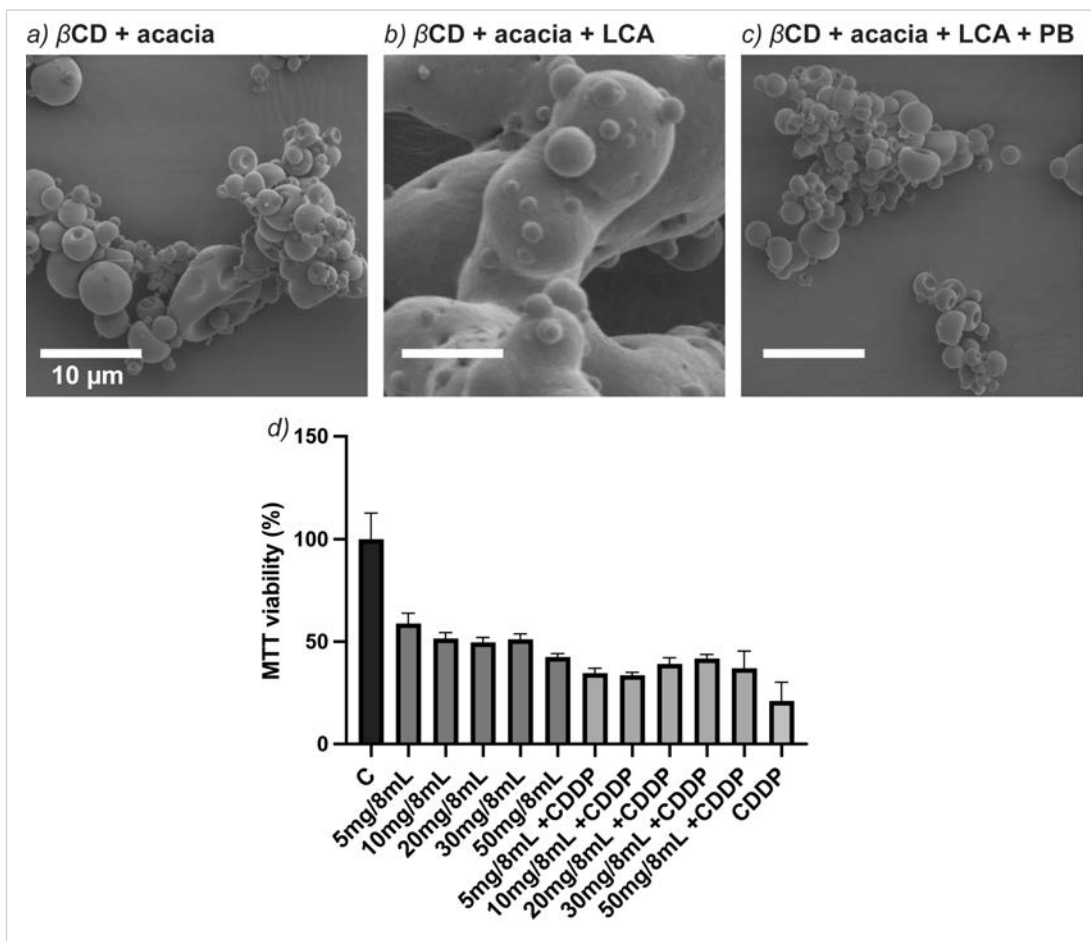 a) βCD + acacia
b) βCD + acacia + LCA
c) βCD + acacia + LCA + PB
10 µm
d)
150
100
50
0
MTT viability (%)
C
5mg/8mL
10mg/8mL
20mg/8mL
30mg/8mL
50mg/8mL
5mg/8mL +CDDP
10mg/8mL +CDDP
20mg/8mL +CDDP
30mg/8mL +CDDP
50mg/8mL +CDDP
CDDP